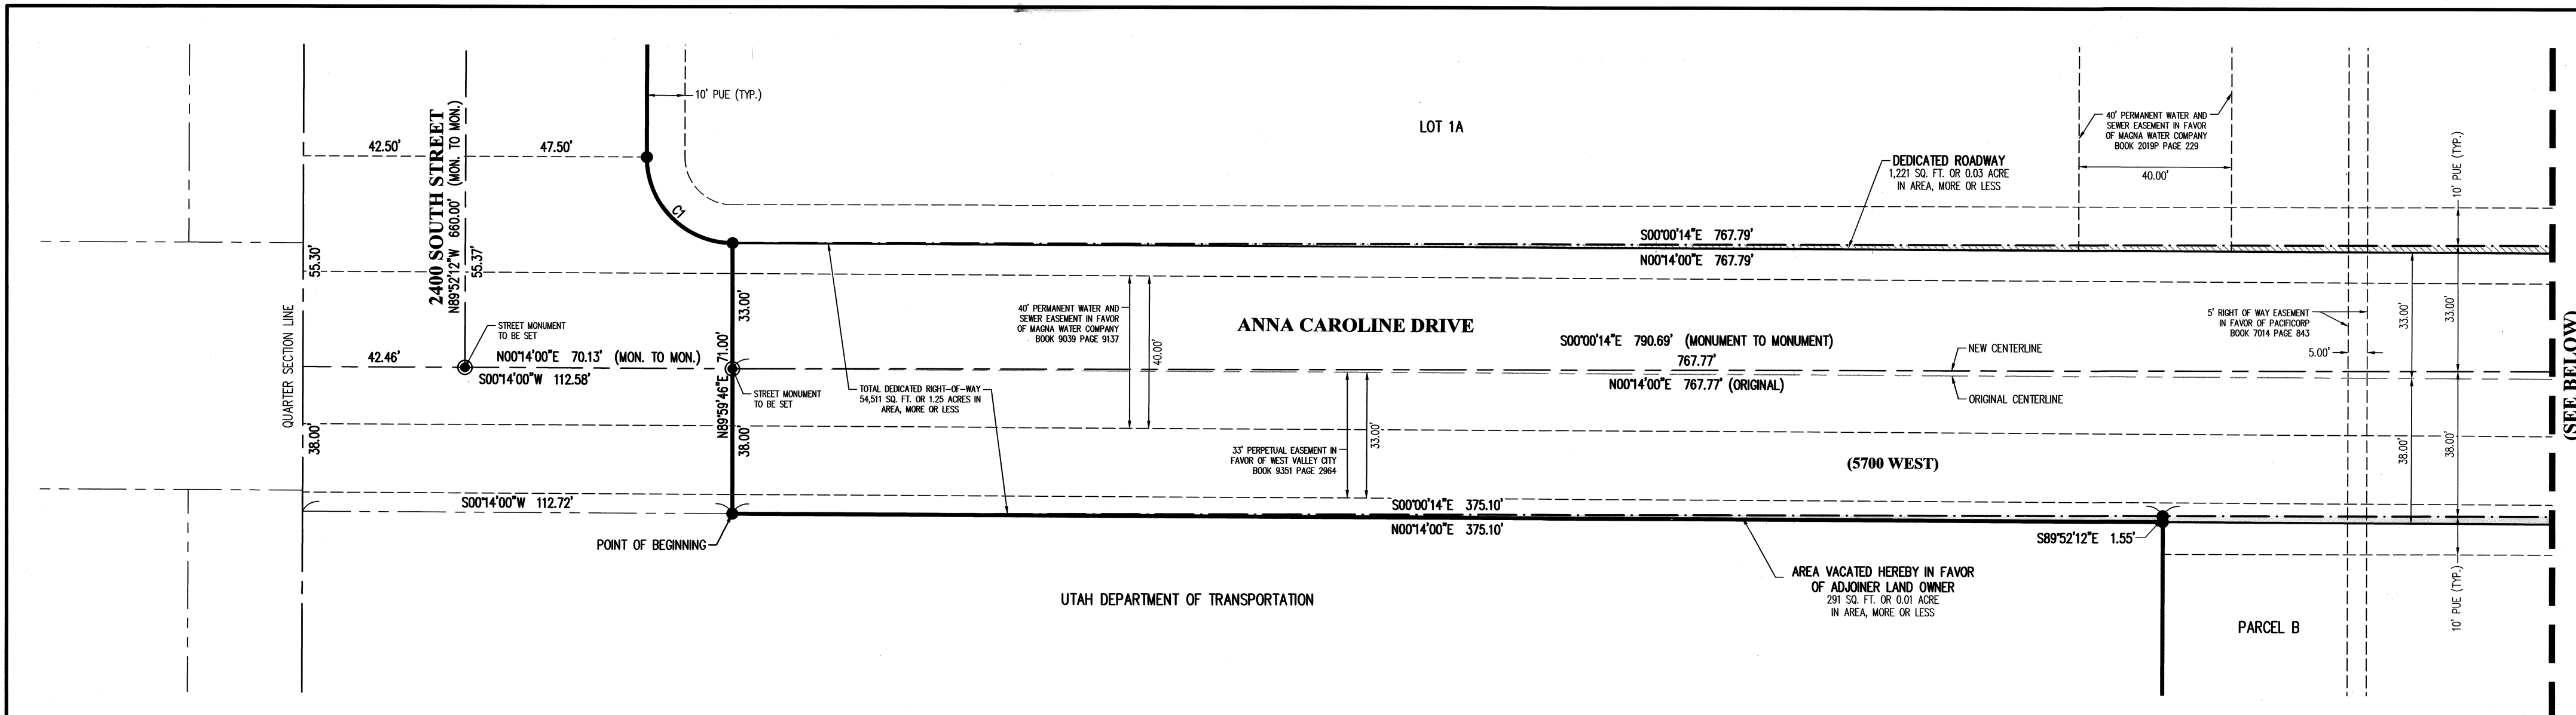 10' PUE (TYP.)
42.50'
47.50'
2400 SOUTH STREET
N89°52'12"W 660.00' (MON. TO MON.)
LOT 1A
40' PERMANENT WATER AND
SEWER EASEMENT IN FAVOR
OF MAGNA WATER COMPANY
BOOK 2019P PAGE 229
40.00'
DEDICATED ROADWAY
1,221 SQ. FT. OR 0.03 ACRE
IN AREA, MORE OR LESS
10' PUE (TYP.)
C1
55.30'
55.37'
S00°00'14"E 767.79'
N00°14'00"E 767.79'
QUARTER SECTION LINE
STREET MONUMENT
TO BE SET
33.00'
40' PERMANENT WATER AND
SEWER EASEMENT IN FAVOR
OF MAGNA WATER COMPANY
BOOK 9039 PAGE 9137
40.00'
ANNA CAROLINE DRIVE
5' RIGHT OF WAY EASEMENT
IN FAVOR OF PACIFICORP
BOOK 7014 PAGE 843
5.00'
33.00'
33.00'
(SEE BELOW)
42.46'
N00°14'00"E 70.13' (MON. TO MON.)
S00°14'00"W 112.58'
N89°59'46"E 71.00'
STREET MONUMENT
TO BE SET
S00°00'14"E 790.69' (MONUMENT TO MONUMENT)
767.77'
N00°14'00"E 767.77' (ORIGINAL)
NEW CENTERLINE
ORIGINAL CENTERLINE
TOTAL DEDICATED RIGHT-OF-WAY
54,511 SQ. FT. OR 1.25 ACRES IN
AREA, MORE OR LESS
38.00'
38.00'
33' PERPETUAL EASEMENT IN
FAVOR OF WEST VALLEY CITY
BOOK 9351 PAGE 2964
33.00'
(5700 WEST)
38.00'
38.00'
S00°14'00"W 112.72'
S00°00'14"E 375.10'
N00°14'00"E 375.10'
POINT OF BEGINNING
S89°52'12"E 1.55'
AREA VACATED HEREBY IN FAVOR
OF ADJOINER LAND OWNER
291 SQ. FT. OR 0.01 ACRE
IN AREA, MORE OR LESS
UTAH DEPARTMENT OF TRANSPORTATION
PARCEL B
10' PUE (TYP.)